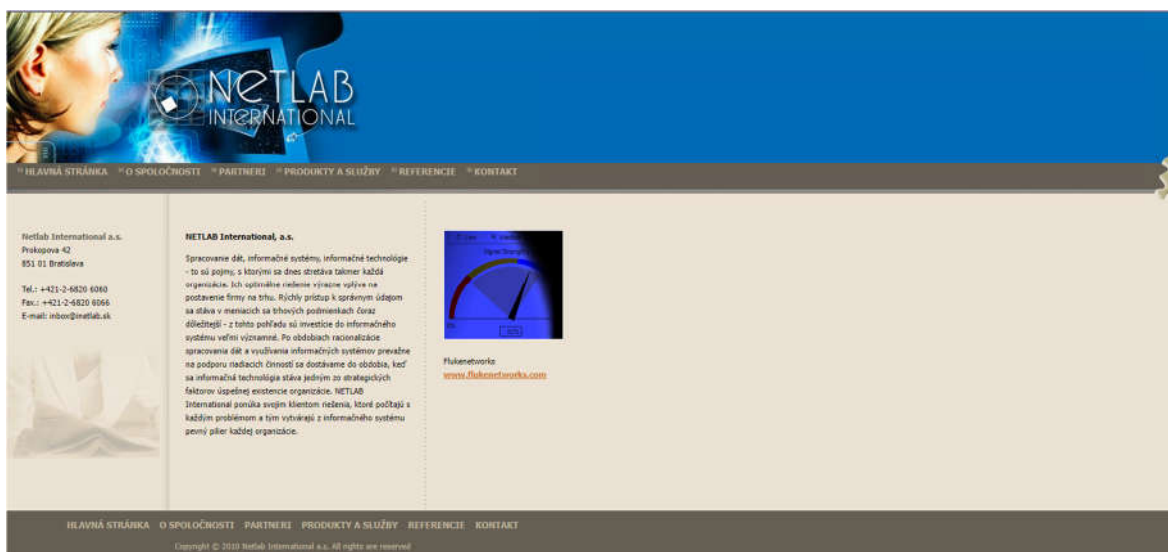 NETLAB
INTERNATIONAL
HLAVNÁ STRÁNKA O SPOLOČNOSTI PARTNERI PRODUKTY A SLUŽBY REFERENCIE KONTAKT
Netlab International a.s.
Prokopova 42
851 01 Bratislava
Tel.: +421-2-6820 6060
Fax.: +421-2-6820 6066
E-mail: inbox@inetlab.sk
NETLAB International, a.s.
Spracovanie dát, informačné systémy, informačné technológie
- to sú pojmy, s ktorými sa dnes stretáva takmer každá
organizácia. Ich optimálne riešenie výrazne vplýva na
postavenie firmy na trhu. Rýchly prístup k správnym údajom
sa stáva v meniacich sa trhových podmienkach čoraz
dôležitejší - z tohto pohľadu sú investície do informačného
systému veľmi významné. Po obdobiach racionalizácie
spracovania dát a využívania informačných systémov prevažne
na podporu riadiacich činností sa dostávame do obdobia, keď
sa informačná technológia stáva jedným zo strategických
faktorov úspešnej existencie organizácie. NETLAB
International ponúka svojim klientom riešenia, ktoré počítajú s
každým problémom a tým vytvárajú z informačného systému
pevný pilier každej organizácie.
Signal Strength
Flukenetworks
www.flukenetworks.com
HLAVNÁ STRÁNKA O SPOLOČNOSTI PARTNERI PRODUKTY A SLUŽBY REFERENCIE KONTAKT
Copyright © 2010 Netlab International a.s. All rights are reserved